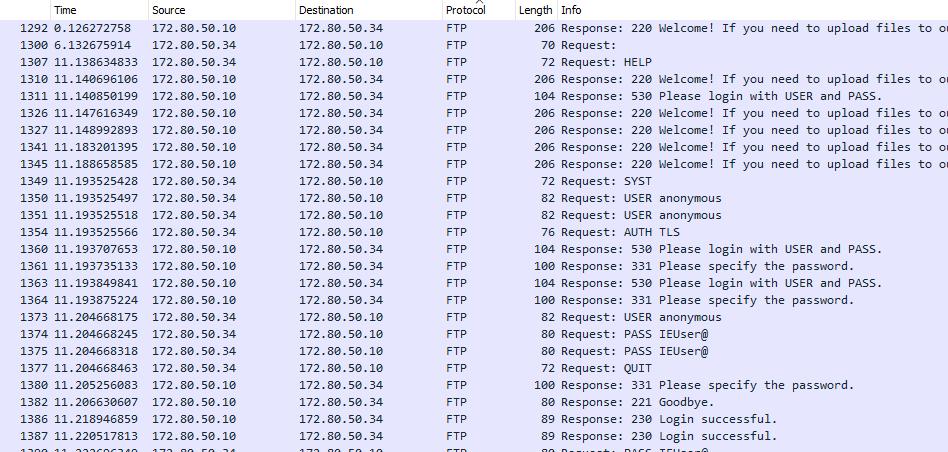 Time Source Destination Protocol Length Info
1292 0.126272758 172.80.50.10 172.80.50.34 FTP 206 Response: 220 Welcome! If you need to upload files to ou
1300 6.132675914 172.80.50.34 172.80.50.10 FTP 70 Request:
1307 11.138634833 172.80.50.34 172.80.50.10 FTP 72 Request: HELP
1310 11.140696106 172.80.50.10 172.80.50.34 FTP 206 Response: 220 Welcome! If you need to upload files to ou
1311 11.140850199 172.80.50.10 172.80.50.34 FTP 104 Response: 530 Please login with USER and PASS.
1326 11.147616349 172.80.50.10 172.80.50.34 FTP 206 Response: 220 Welcome! If you need to upload files to ou
1327 11.148992893 172.80.50.10 172.80.50.34 FTP 206 Response: 220 Welcome! If you need to upload files to ou
1341 11.183201395 172.80.50.10 172.80.50.34 FTP 206 Response: 220 Welcome! If you need to upload files to ou
1345 11.188658585 172.80.50.10 172.80.50.34 FTP 206 Response: 220 Welcome! If you need to upload files to ou
1349 11.193525428 172.80.50.34 172.80.50.10 FTP 72 Request: SYST
1350 11.193525497 172.80.50.34 172.80.50.10 FTP 82 Request: USER anonymous
1351 11.193525518 172.80.50.34 172.80.50.10 FTP 82 Request: USER anonymous
1354 11.193525566 172.80.50.34 172.80.50.10 FTP 76 Request: AUTH TLS
1360 11.193707653 172.80.50.10 172.80.50.34 FTP 104 Response: 530 Please login with USER and PASS.
1361 11.193735133 172.80.50.10 172.80.50.34 FTP 100 Response: 331 Please specify the password.
1363 11.193849841 172.80.50.10 172.80.50.34 FTP 104 Response: 530 Please login with USER and PASS.
1364 11.193875224 172.80.50.10 172.80.50.34 FTP 100 Response: 331 Please specify the password.
1373 11.204668175 172.80.50.34 172.80.50.10 FTP 82 Request: USER anonymous
1374 11.204668245 172.80.50.34 172.80.50.10 FTP 80 Request: PASS IEUser@
1375 11.204668318 172.80.50.34 172.80.50.10 FTP 80 Request: PASS IEUser@
1377 11.204668463 172.80.50.34 172.80.50.10 FTP 72 Request: QUIT
1380 11.205256083 172.80.50.10 172.80.50.34 FTP 100 Response: 331 Please specify the password.
1382 11.206630607 172.80.50.10 172.80.50.34 FTP 80 Response: 221 Goodbye.
1386 11.218946859 172.80.50.10 172.80.50.34 FTP 89 Response: 230 Login successful.
1387 11.220517813 172.80.50.10 172.80.50.34 FTP 89 Response: 230 Login successful.